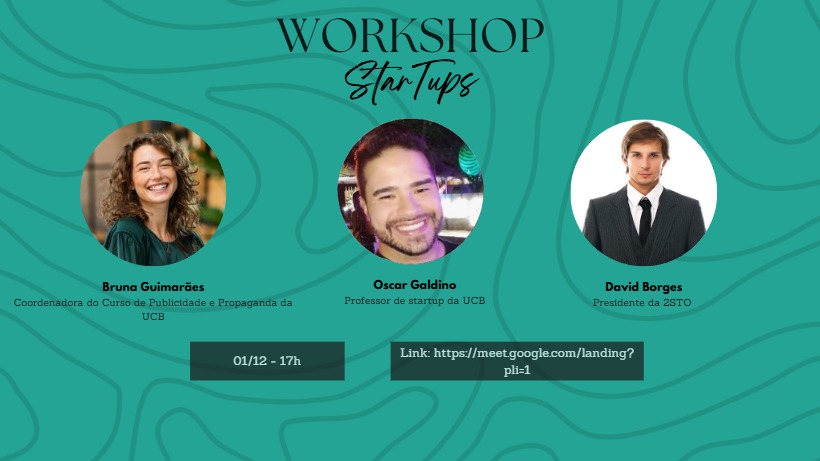 WORKSHOP
StarTups
Bruna Guimarães
Coordenadora do Curso de Publicidade e Propaganda da
UCB
Oscar Galdino
Professor de startup da UCB
David Borges
Presidente da 2STO
01/12 - 17h
Link: https://meet.google.com/landing?
pli=1